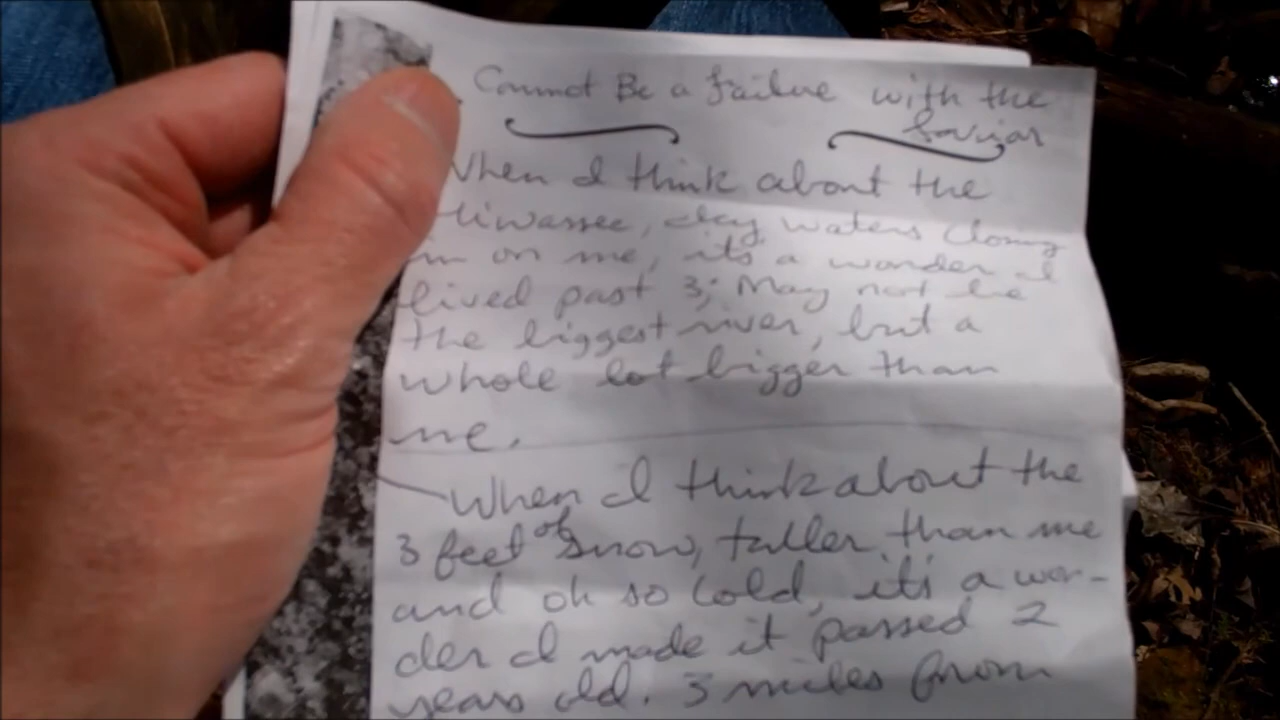 Cannot Be a failure with the
Savior
When I think about the
Hiwassee, clay waters closing
in on me, it's a wonder I
lived past 3; May not be
the biggest river, but a
whole lot bigger than
me.
When I think about the
3 feet of Snow, taller than me
and oh so Cold, it's a won-
der I made it passed 2
years old. 3 miles from